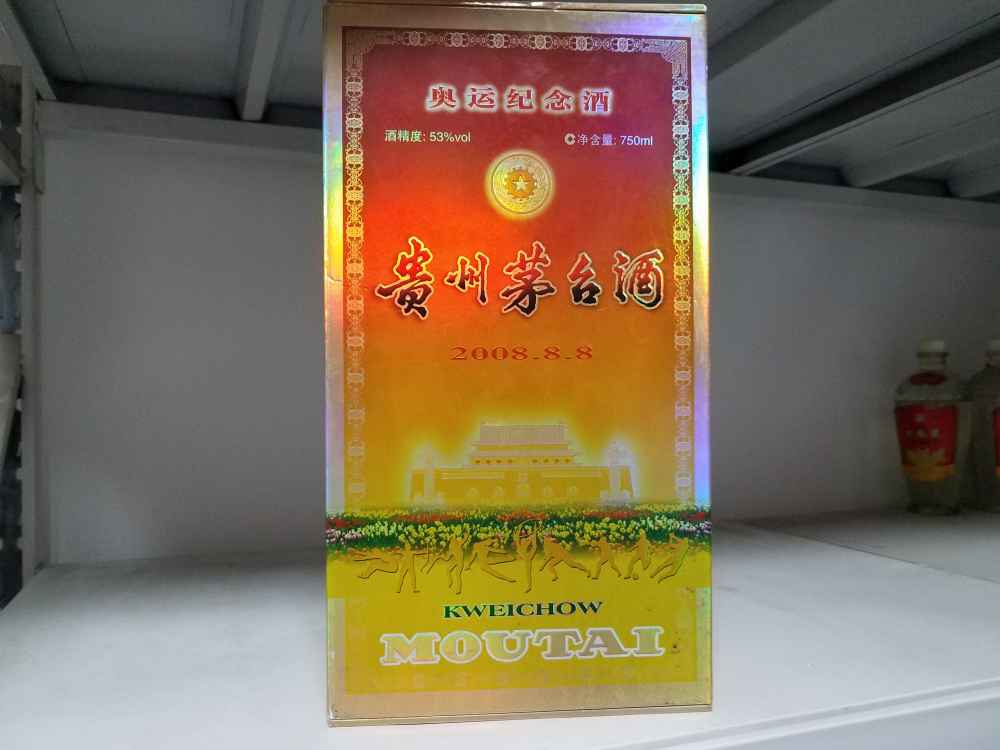 奥运纪念酒
酒精度: 53%vol
净含量: 750ml
贵州茅台酒
2008.8.8
KWEICHOW
MOUTAI